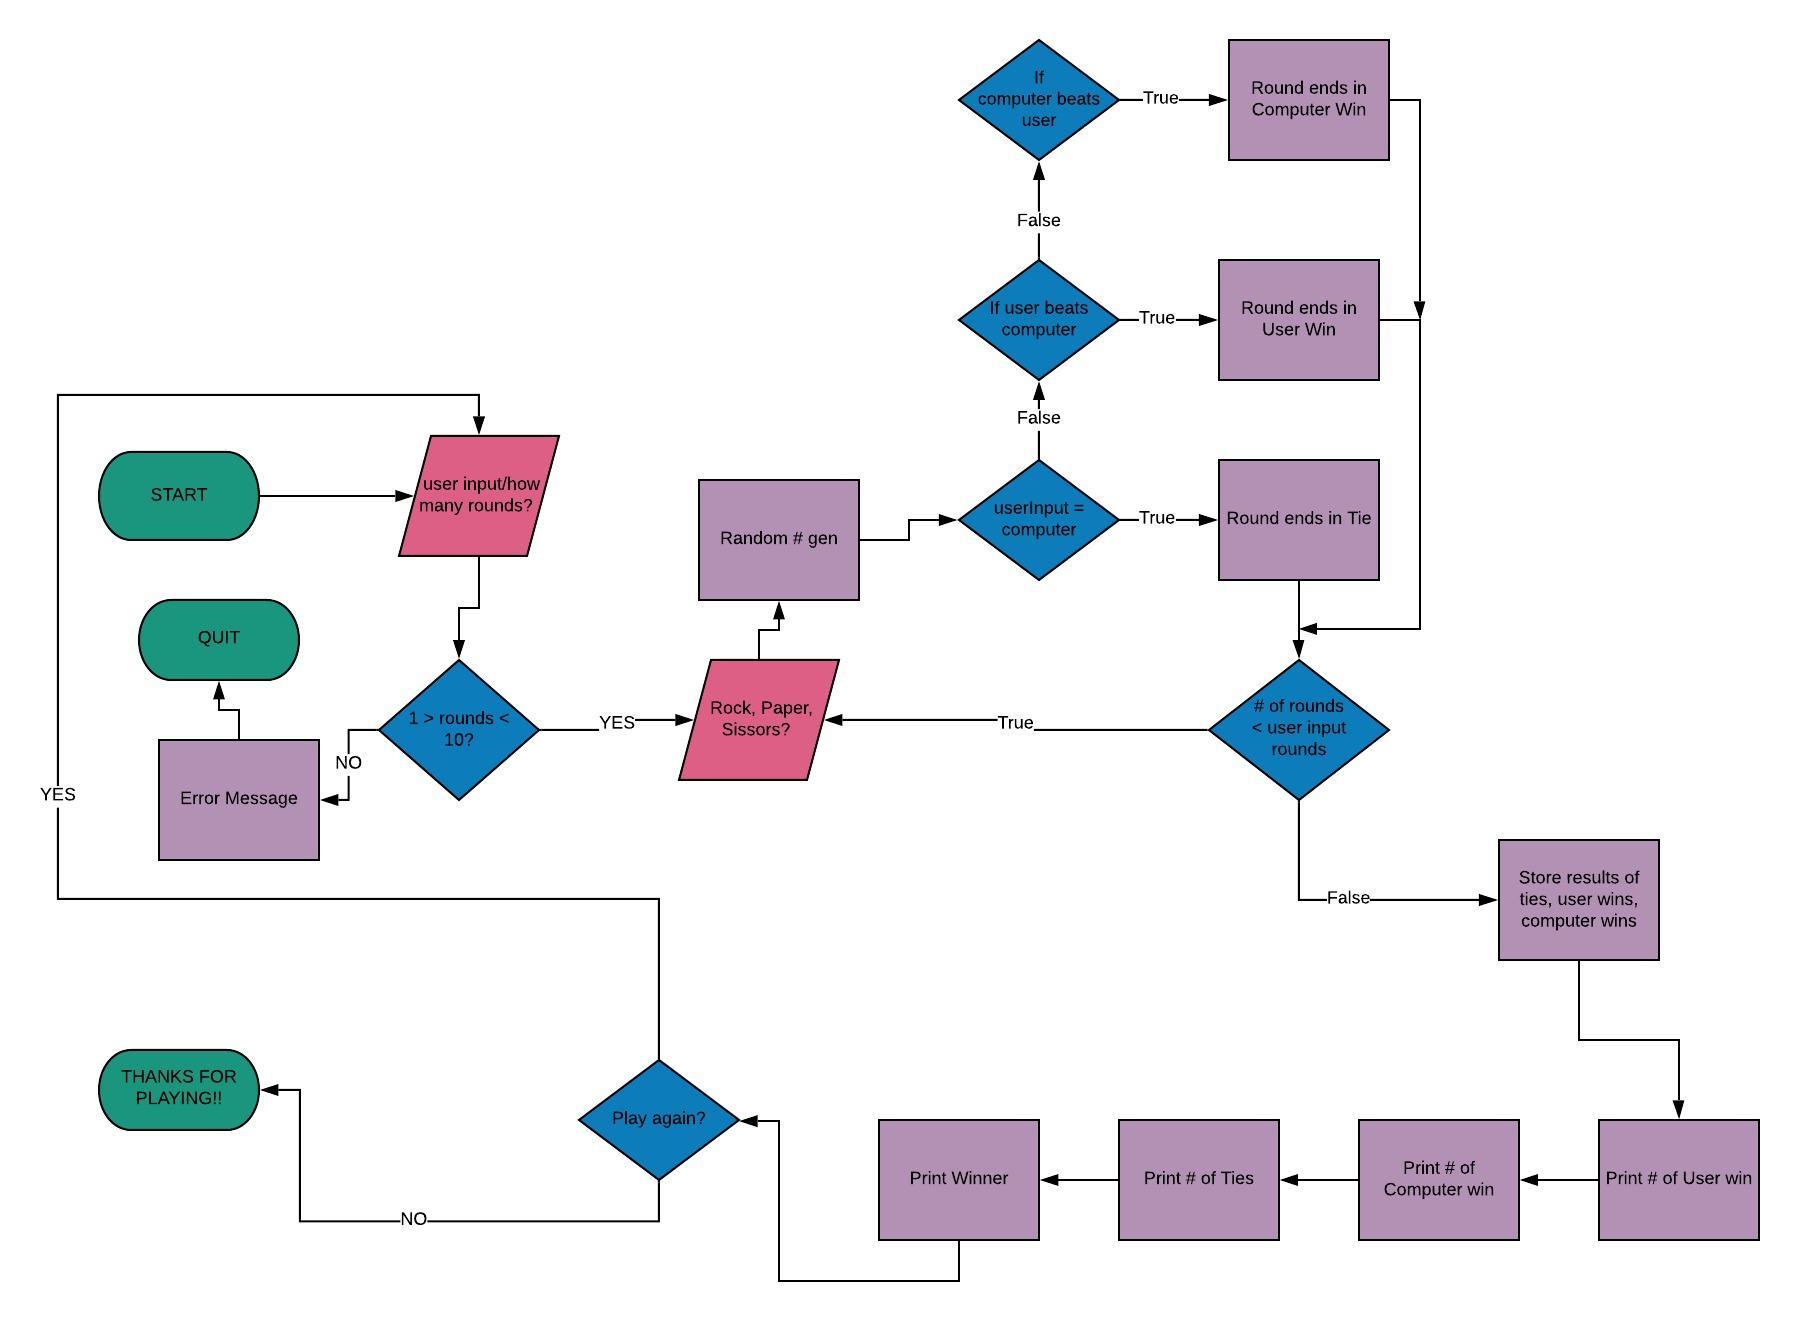 If
computer beats
user
True
Round ends in
Computer Win
False
If user beats
computer
True
Round ends in
User Win
False
START
user input/how
many rounds?
Random # gen
userInput =
computer
True
Round ends in Tie
QUIT
1 > rounds <
10?
YES
Rock, Paper,
Sissors?
True
# of rounds
< user input
rounds
NO
Error Message
YES
False
Store results of
ties, user wins,
computer wins
THANKS FOR
PLAYING!!
Play again?
NO
Print Winner
Print # of Ties
Print # of
Computer win
Print # of User win